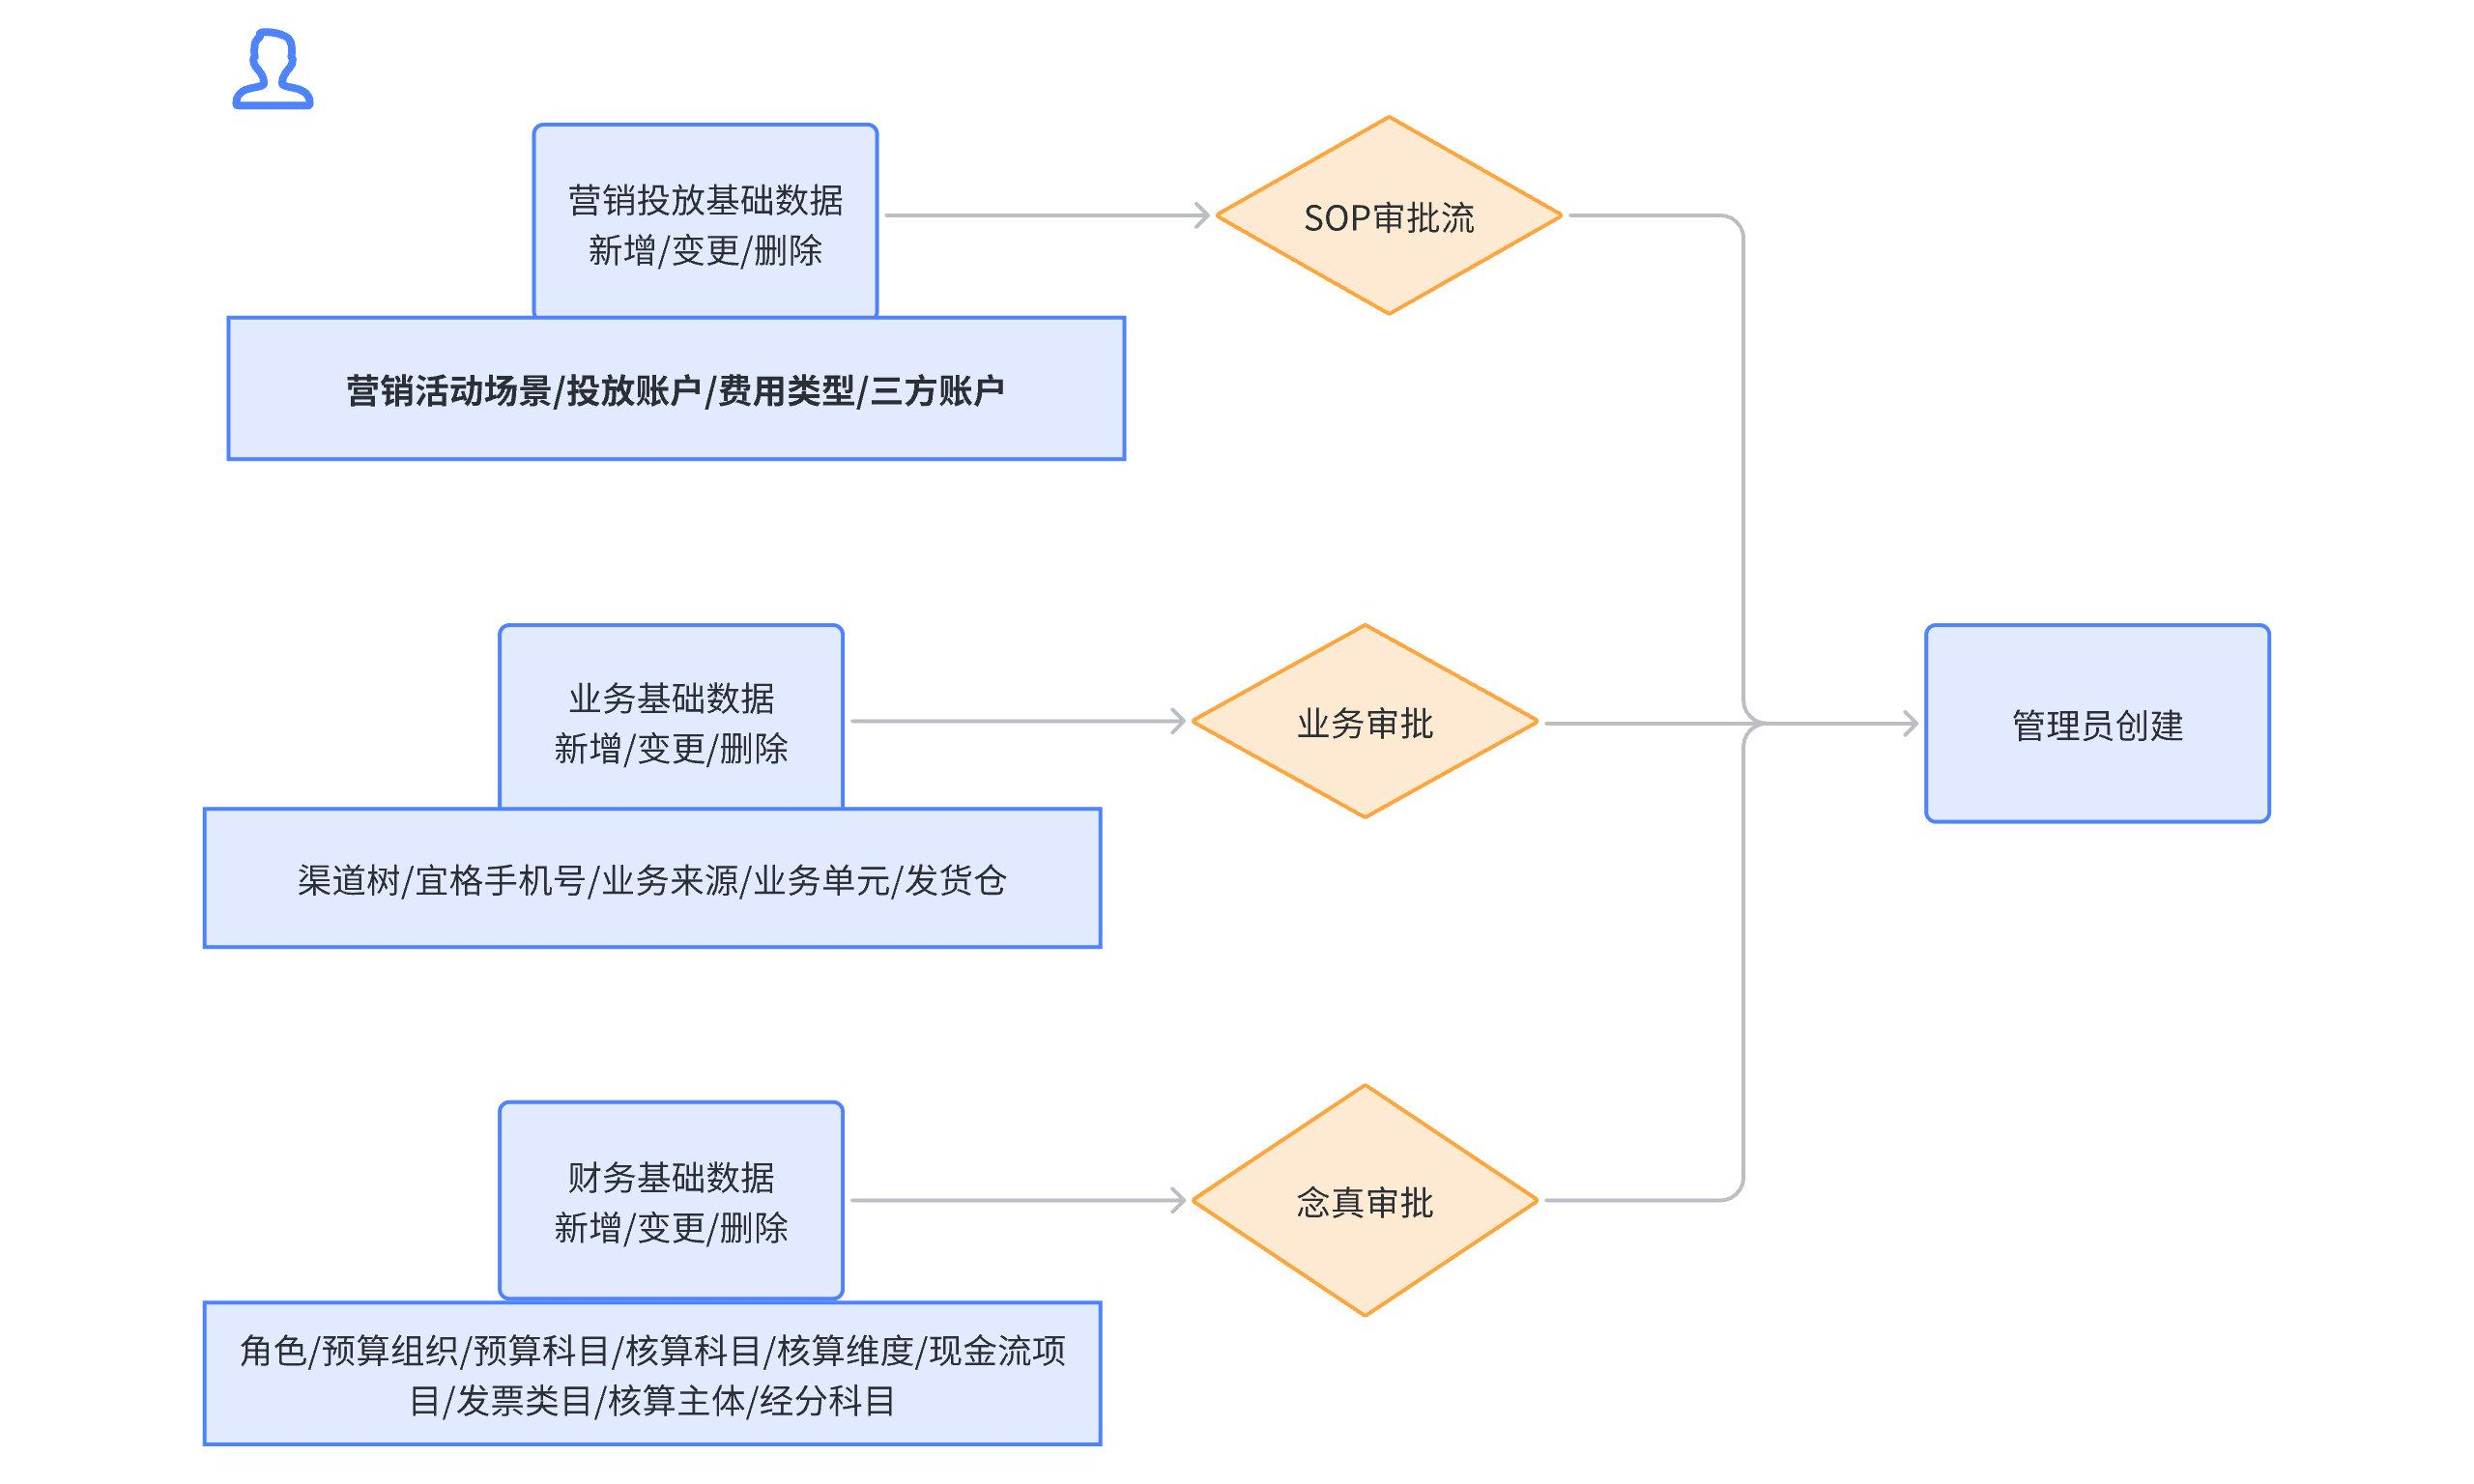 营销投放基础数据
新增/变更/删除
SOP审批流
营销活动场景/投放账户/费用类型/三方账户
业务基础数据
新增/变更/删除
业务审批
管理员创建
渠道树/宜格手机号/业务来源/业务单元/发货仓
财务基础数据
新增/变更/删除
念真审批
角色/预算组织/预算科目/核算科目/核算维度/现金流项
目/发票类目/核算主体/经分科目